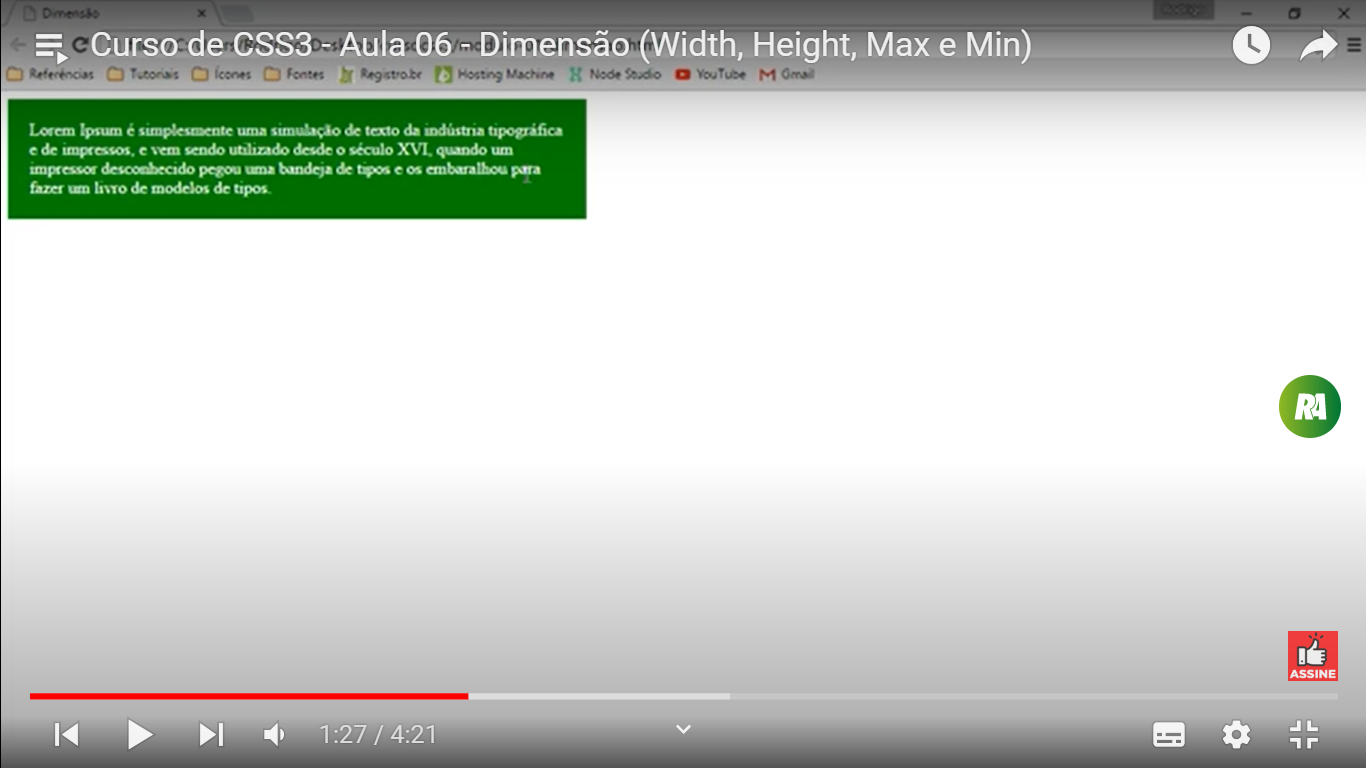 Dimensão
Curso de CSS3 - Aula 06 - Dimensão (Width, Height, Max e Min)
Referências Tutoriais Ícones Fontes Registro.br Hosting Machine Node Studio YouTube Gmail
Lorem Ipsum é simplesmente uma simulação de texto da indústria tipográfica
e de impressos, e vem sendo utilizado desde o século XVI, quando um
impressor desconhecido pegou uma bandeja de tipos e os embaralhou para
fazer um livro de modelos de tipos.
RA
ASSINE
1:27 / 4:21